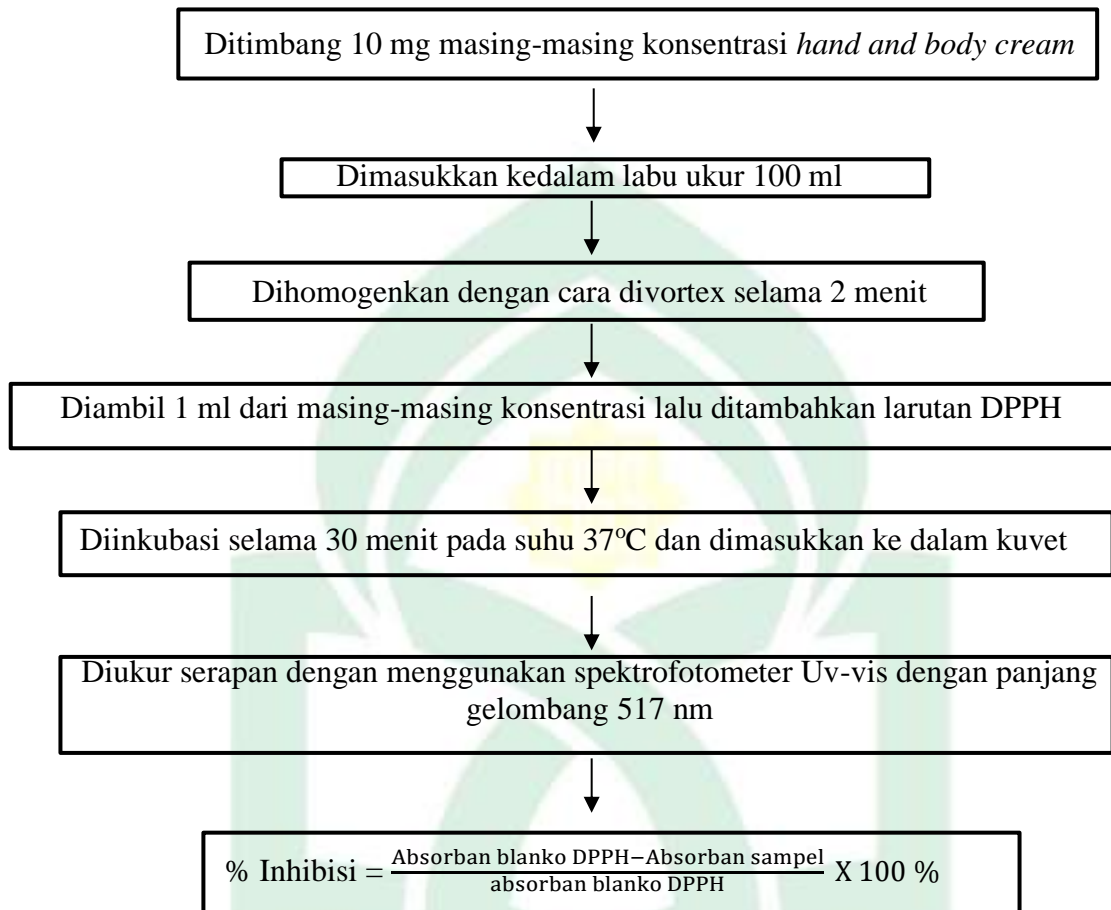 Ditimbang 10 mg masing-masing konsentrasi hand and body cream
Dimasukkan kedalam labu ukur 100 ml
Dihomogenkan dengan cara divortex selama 2 menit
Diambil 1 ml dari masing-masing konsentrasi lalu ditambahkan larutan DPPH
Diinkubasi selama 30 menit pada suhu 37°C dan dimasukkan ke dalam kuvet
Diukur serapan dengan menggunakan spektrofotometer Uv-vis dengan panjang
gelombang 517 nm
% Inhibisi = Absorban blanko DPPH−Absorban sampel / absorban blanko DPPH X 100 %